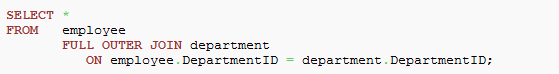 SELECT *
FROM   employee
       FULL OUTER JOIN department
          ON employee.DepartmentID = department.DepartmentID;